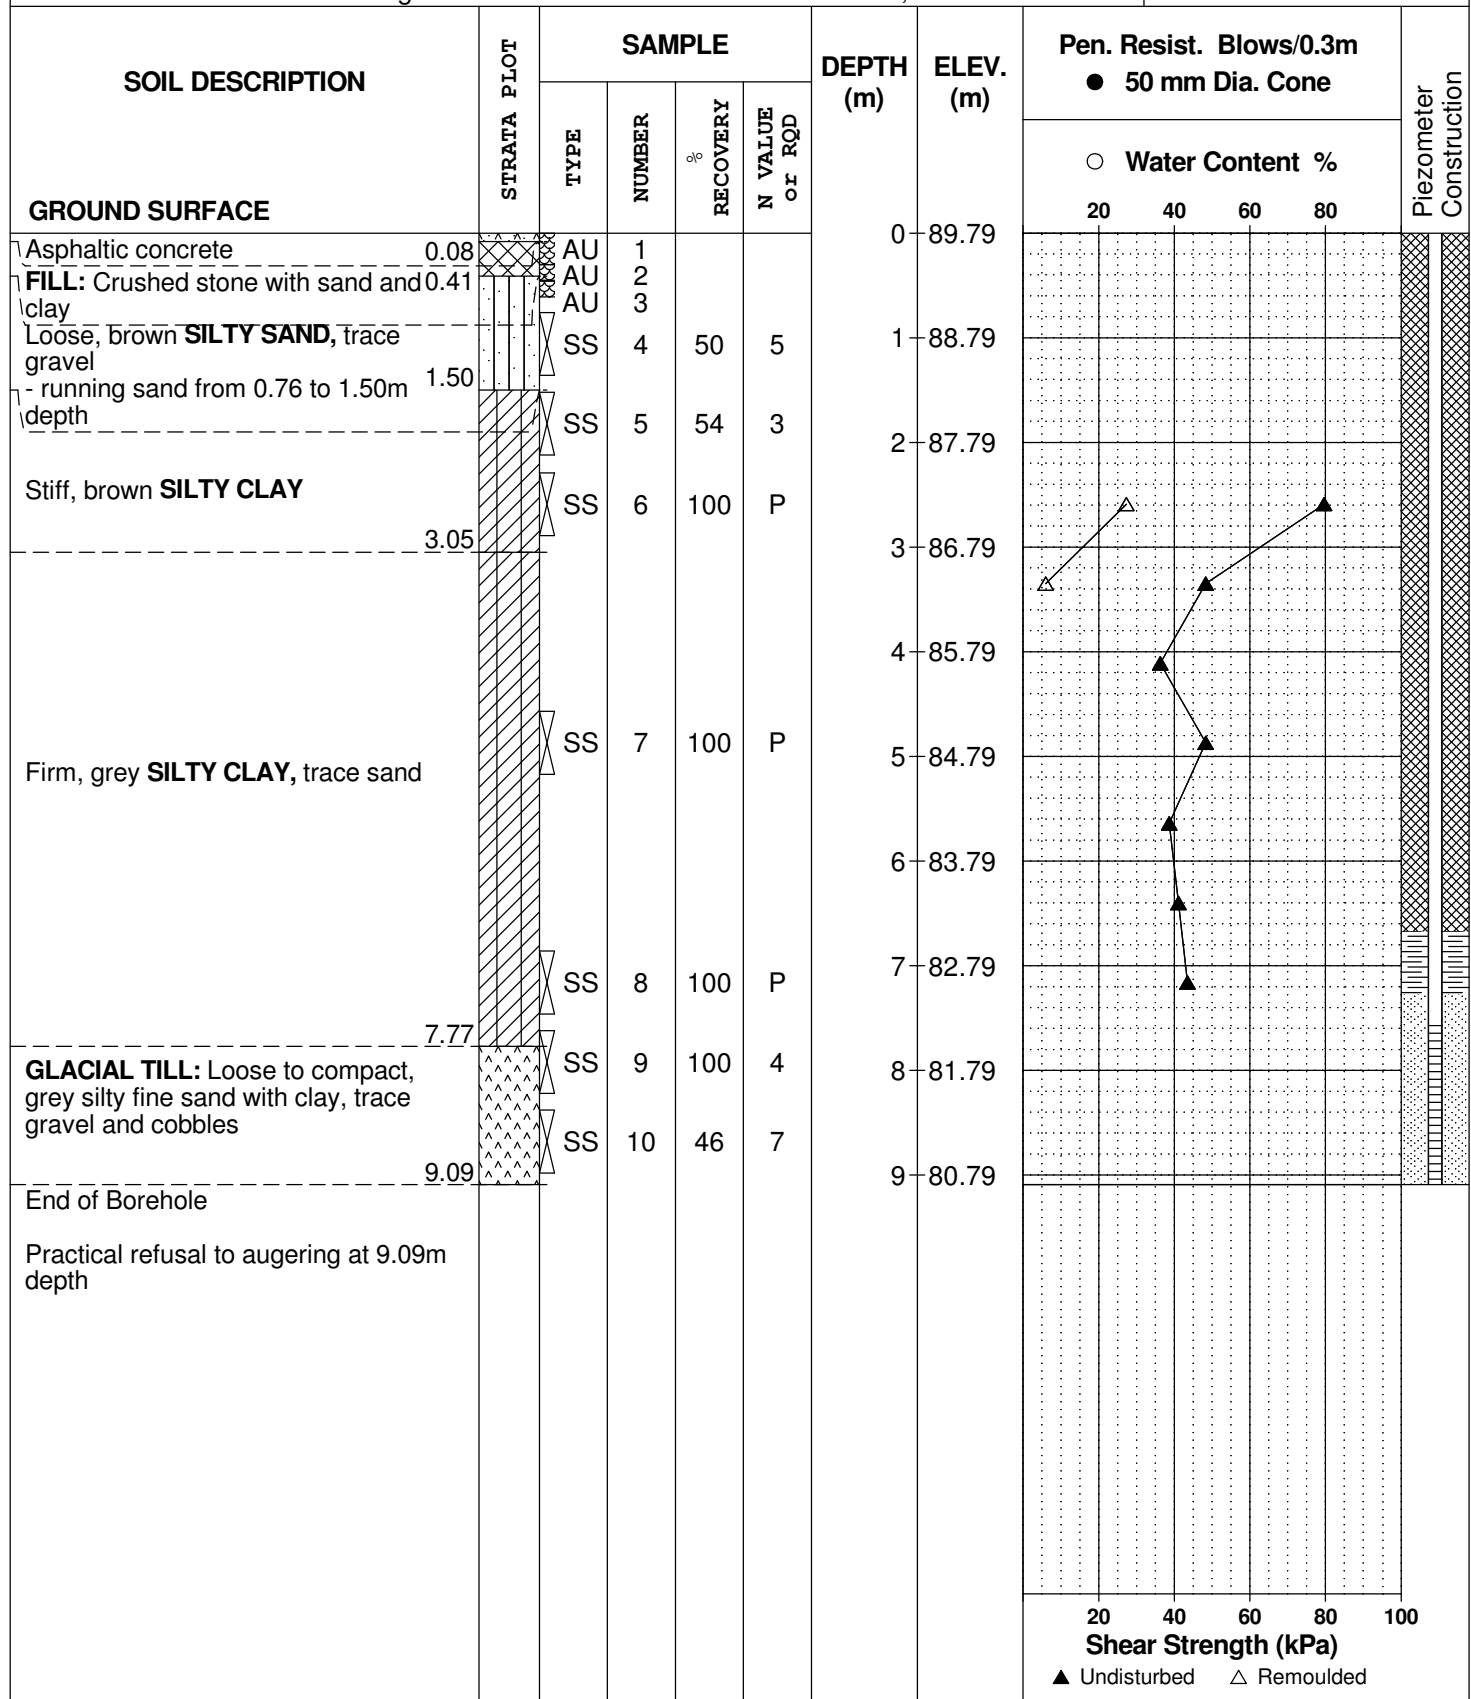 SOIL DESCRIPTION
GROUND SURFACE
STRATA PLOT
SAMPLE
TYPE
NUMBER
% RECOVERY
N VALUE or RQD
DEPTH (m)
ELEV. (m)
Pen. Resist. Blows/0.3m
● 50 mm Dia. Cone
○ Water Content %
20 40 60 80
Piezometer Construction
Asphaltic concrete 0.08
FILL: Crushed stone with sand and 0.41
clay
Loose, brown SILTY SAND, trace
gravel
1.50
- running sand from 0.76 to 1.50m
depth
Stiff, brown SILTY CLAY
3.05
Firm, grey SILTY CLAY, trace sand
7.77
GLACIAL TILL: Loose to compact,
grey silty fine sand with clay, trace
gravel and cobbles
9.09
End of Borehole
Practical refusal to augering at 9.09m
depth
AU 1
AU 2
AU 3
SS 4 50 5
SS 5 54 3
SS 6 100 P
SS 7 100 P
SS 8 100 P
SS 9 100 4
SS 10 46 7
0 89.79
1 88.79
2 87.79
3 86.79
4 85.79
5 84.79
6 83.79
7 82.79
8 81.79
9 80.79
20 40 60 80 100
Shear Strength (kPa)
▲ Undisturbed △ Remoulded